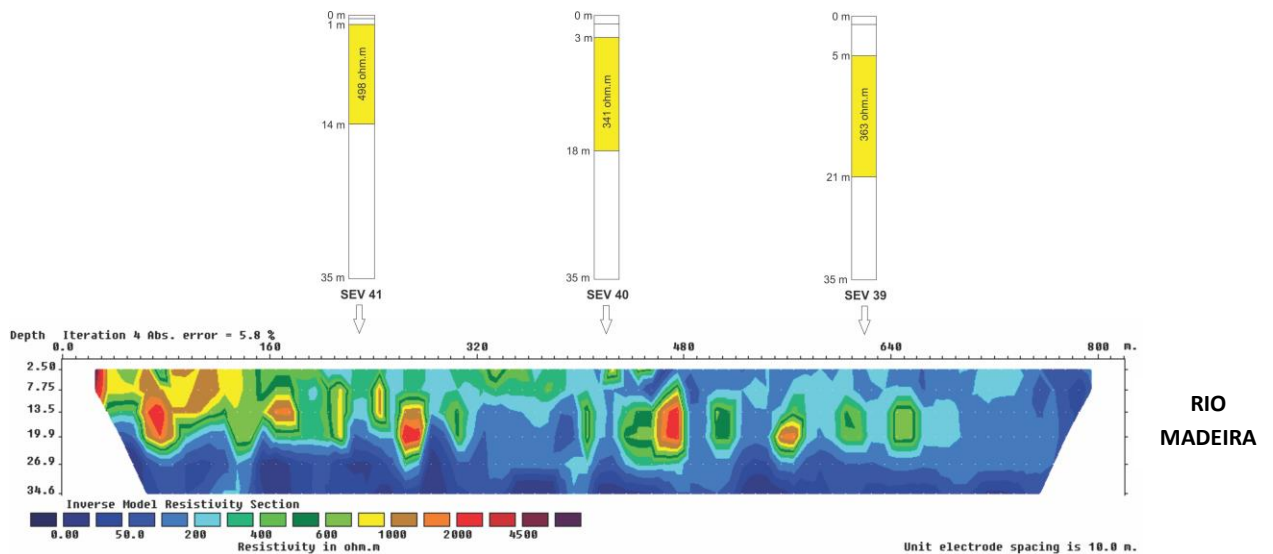 0 m
1 m
498 ohm.m
14 m
35 m
SEV 41
0 m
3 m
341 ohm.m
18 m
35 m
SEV 40
0 m
5 m
363 ohm.m
21 m
35 m
SEV 39
Depth Iteration 4 Abs. error = 5.8 %
0.0 160 320 480 640 800 m.
2.50
7.75
13.5
19.9
26.9
34.6
RIO
MADEIRA
Inverse Model Resistivity Section
0.00 50.0 200 400 600 1000 2000 4500
Resistivity in ohm.m
Unit electrode spacing is 10.0 m.